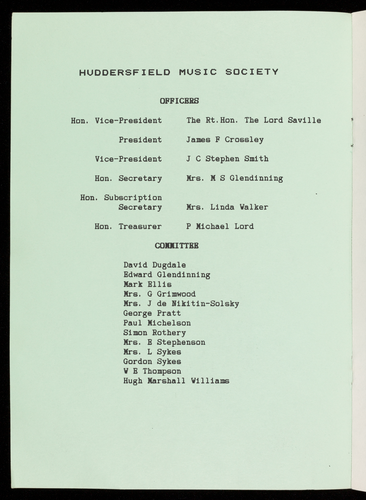 HUDDERSFIELD MUSIC SOCIETY
OFFICERS
Hon. Vice-President The Rt.Hon. The Lord Saville
President James F Crossley
Vice-President J C Stephen Smith
Hon. Secretary Mrs. M S Glendinning
Hon. Subscription
Secretary Mrs. Linda Walker
Hon. Treasurer P Michael Lord
COMMITTEE
David Dugdale
Edward Glendinning
Mark Ellis
Mrs. G Grimwood
Mrs. J de Nikitin-Solsky
George Pratt
Paul Michelson
Simon Rothery
Mrs. E Stephenson
Mrs. L Sykes
Gordon Sykes
W E Thompson
Hugh Marshall Williams